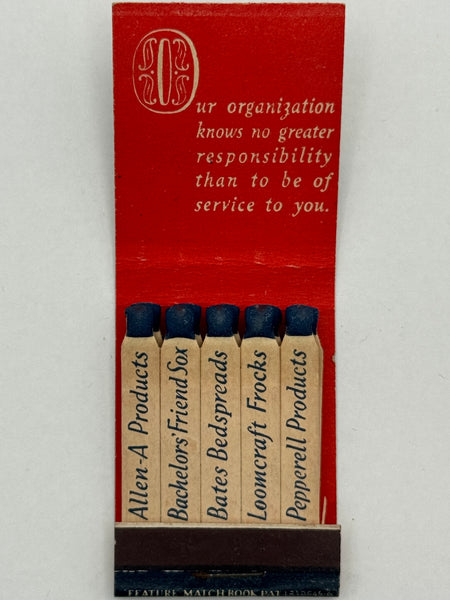 Our organization
knows no greater
responsibility
than to be of
service to you.
Allen-A Products
Bachelors' Friend Sox
Bates Bedspreads
Loomcraft Frocks
Pepperell Products
FEATURE MATCH BOOK PAT